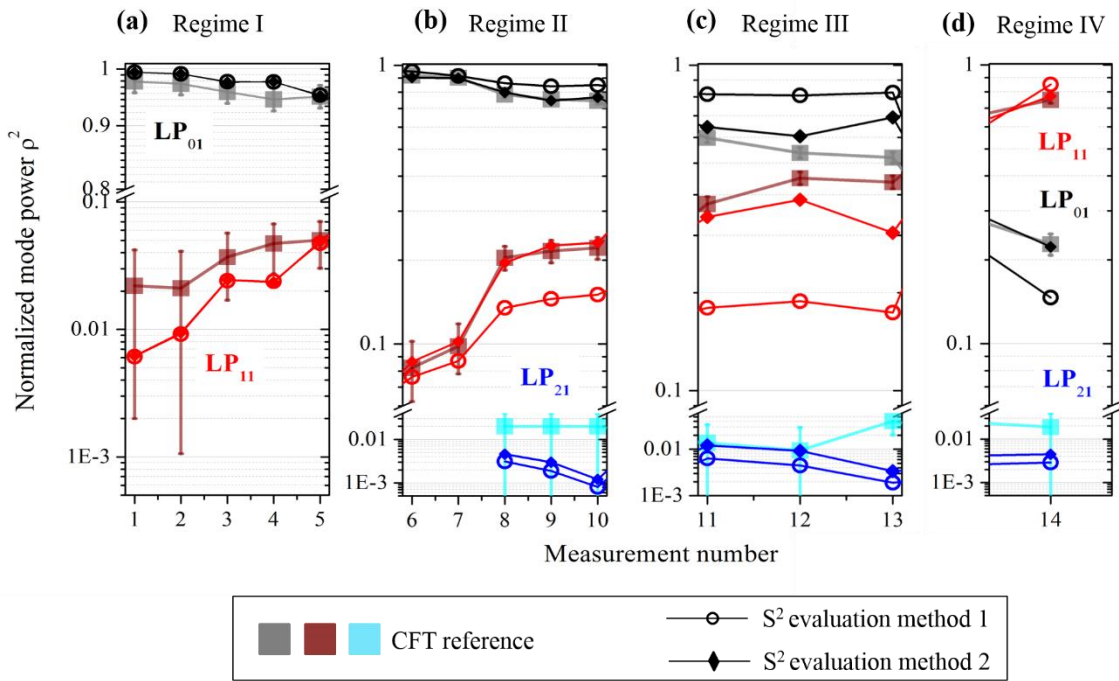 (a) Regime I
(b) Regime II
(c) Regime III
(d) Regime IV
Normalized mode power ρ²
1
0.95
0.9
0.8
0.1
0.01
1E-3
LP₀₁
LP₁₁
1 2 3 4 5
1
0.1
0.01
1E-3
LP₂₁
6 7 8 9 10
1
0.1
0.01
1E-3
11 12 13
1
0.1
0.01
1E-3
LP₁₁
LP₀₁
LP₂₁
14
Measurement number
CFT reference
S² evaluation method 1
S² evaluation method 2